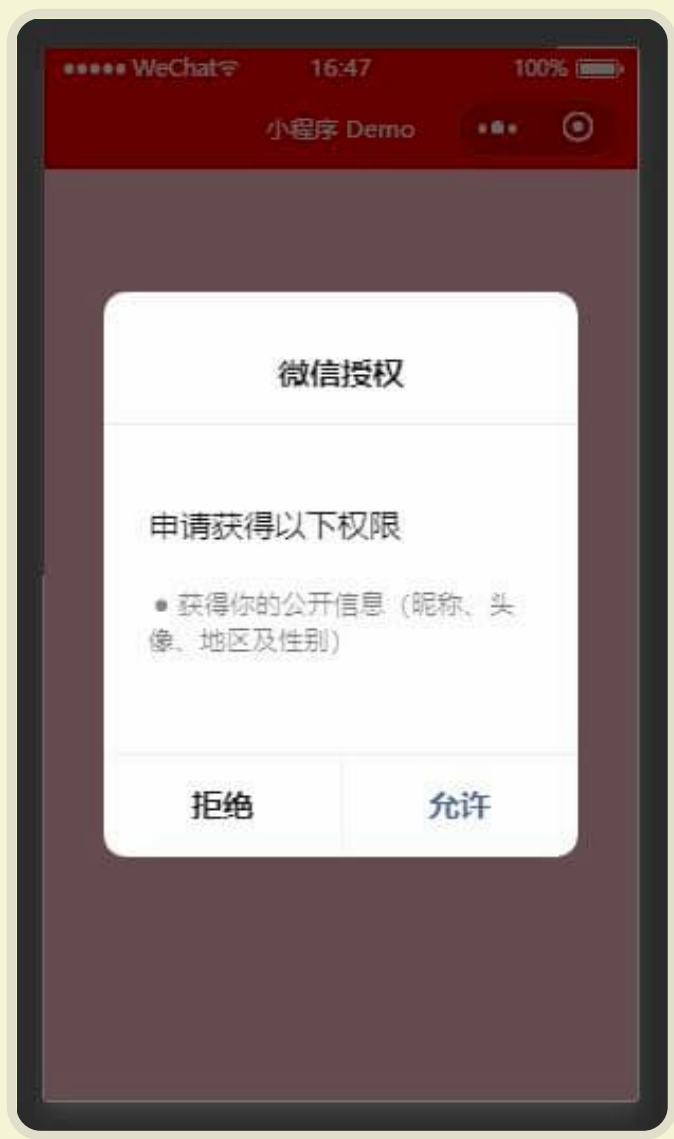 WeChat 16:47 100%
小程序 Demo
微信授权
申请获得以下权限
● 获得你的公开信息（昵称、头
像、地区及性别）
拒绝 允许